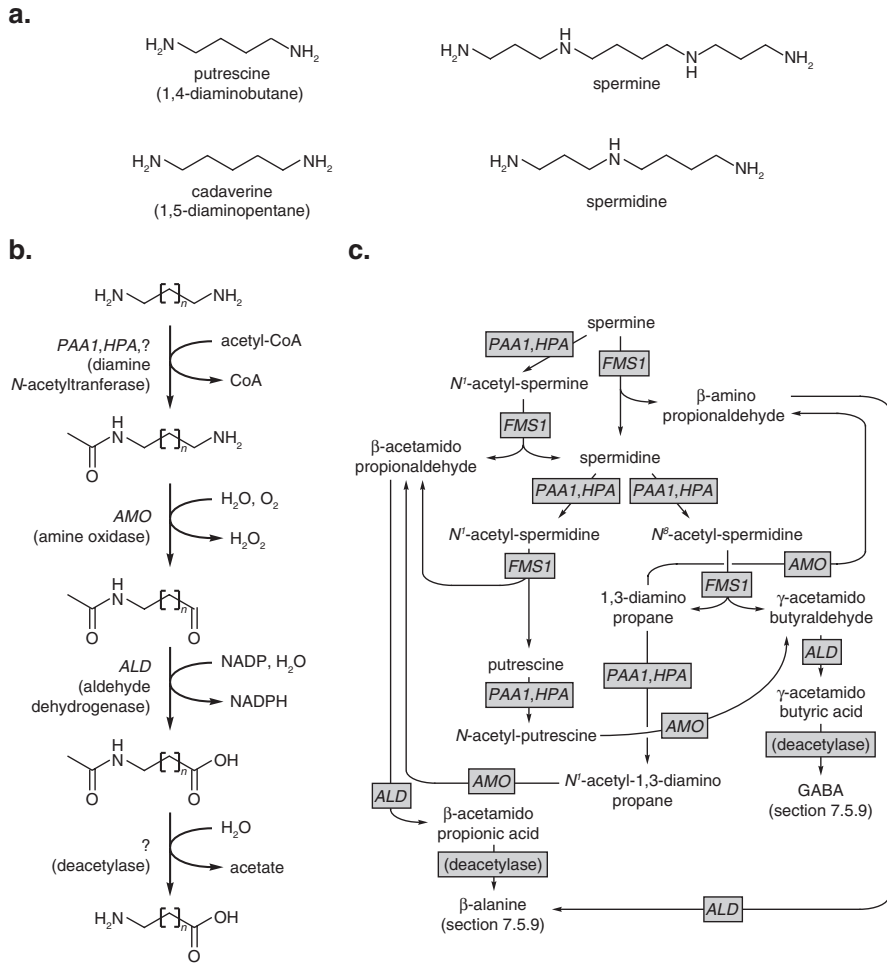 a.
H₂N
NH₂
putrescine
(1,4-diaminobutane)
H₂N
H
N
N
H
NH₂
spermine
H₂N
NH₂
cadaverine
(1,5-diaminopentane)
H₂N
H
N
NH₂
spermidine
b.
H₂N
n
NH₂
PAA1,HPA,?
(diamine
N-acetyltranferase)
acetyl-CoA
CoA
H
N
n
NH₂
O
AMO
(amine oxidase)
H₂O, O₂
H₂O₂
H
N
n
O
O
ALD
(aldehyde
dehydrogenase)
NADP, H₂O
NADPH
H
N
n
OH
O
O
?
(deacetylase)
H₂O
acetate
H₂N
n
OH
O
c.
spermine
PAA1,HPA
FMS1
N¹-acetyl-spermine
β-amino
propionaldehyde
FMS1
β-acetamido
propionaldehyde
spermidine
PAA1,HPA
PAA1,HPA
N¹-acetyl-spermidine
N⁸-acetyl-spermidine
FMS1
AMO
FMS1
1,3-diamino
propane
γ-acetamido
butyraldehyde
ALD
putrescine
PAA1,HPA
PAA1,HPA
γ-acetamido
butyric acid
N-acetyl-putrescine
AMO
(deacetylase)
AMO
N¹-acetyl-1,3-diamino
propane
GABA
(section 7.5.9)
ALD
β-acetamido
propionic acid
(deacetylase)
β-alanine
(section 7.5.9)
ALD